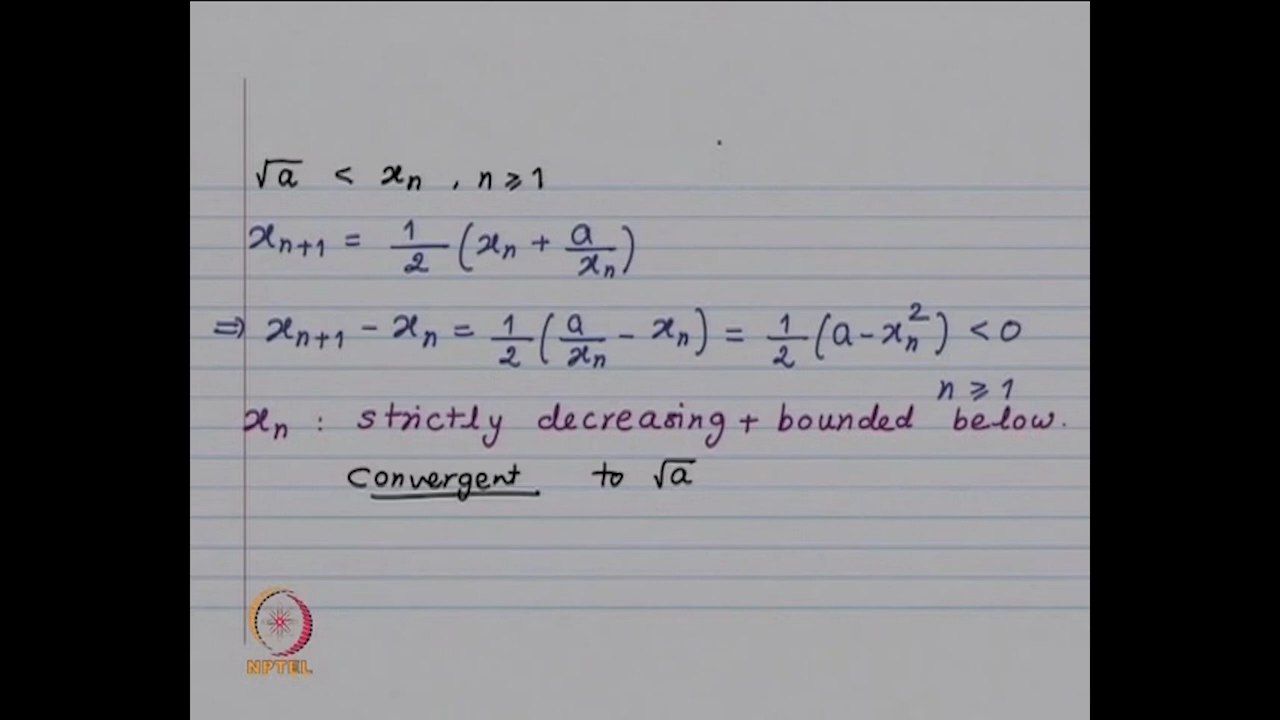 √a < xₙ , n ≥ 1
xₙ₊₁ = 1/2 (xₙ + a/xₙ)
⇒ xₙ₊₁ − xₙ = 1/2 (a/xₙ − xₙ) = 1/2 (a − xₙ²) < 0
n ≥ 1
xₙ : strictly decreasing + bounded below.
Convergent to √a
NPTEL